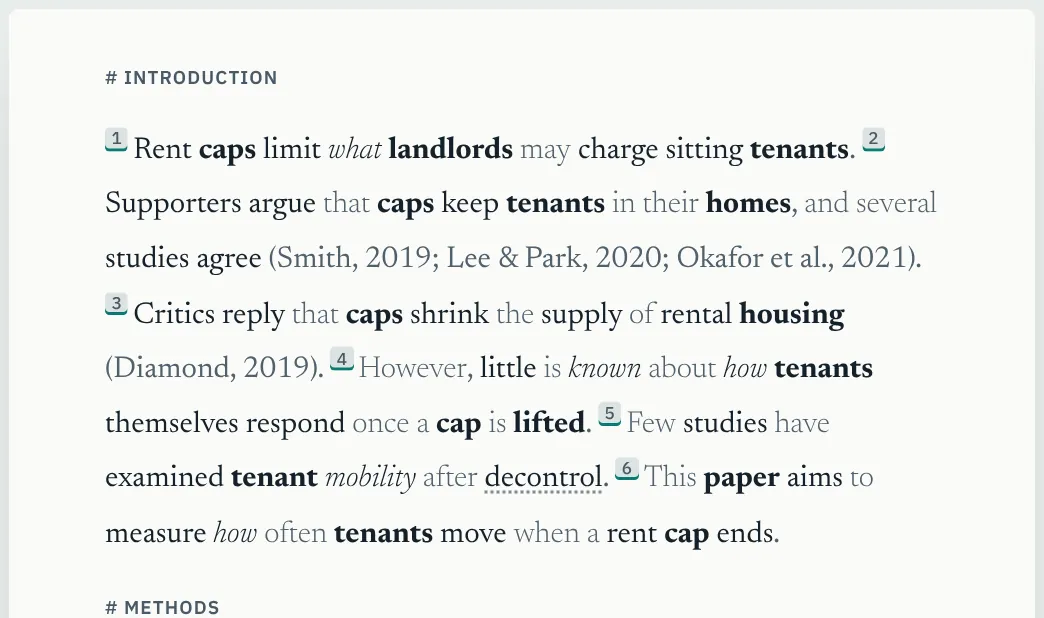 # INTRODUCTION
1 Rent caps limit what landlords may charge sitting tenants. 2
Supporters argue that caps keep tenants in their homes, and several
studies agree (Smith, 2019; Lee & Park, 2020; Okafor et al., 2021).
3 Critics reply that caps shrink the supply of rental housing
(Diamond, 2019). 4 However, little is known about how tenants
themselves respond once a cap is lifted. 5 Few studies have
examined tenant mobility after decontrol. 6 This paper aims to
measure how often tenants move when a rent cap ends.
# METHODS